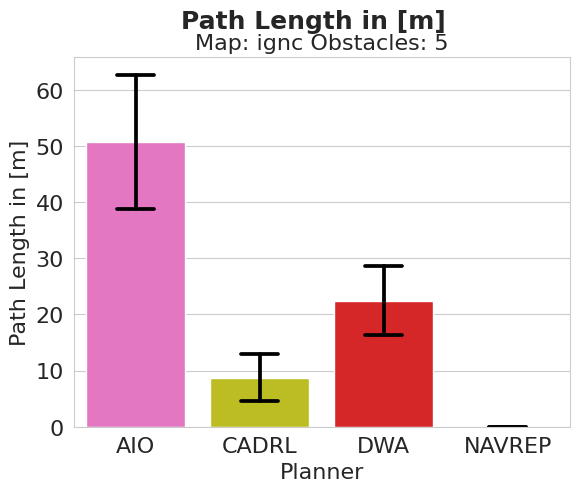 Path Length in [m]
Map: ignc Obstacles: 5
Path Length in [m]
60
50
40
30
20
10
0
AIO CADRL DWA NAVREP
Planner